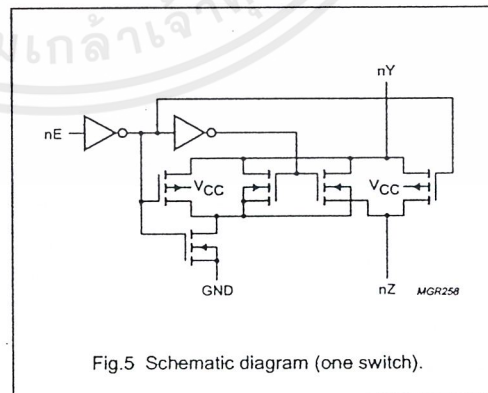 nY
nE
VCC
VCC
GND
nZ
MGR258
Fig.5 Schematic diagram (one switch).